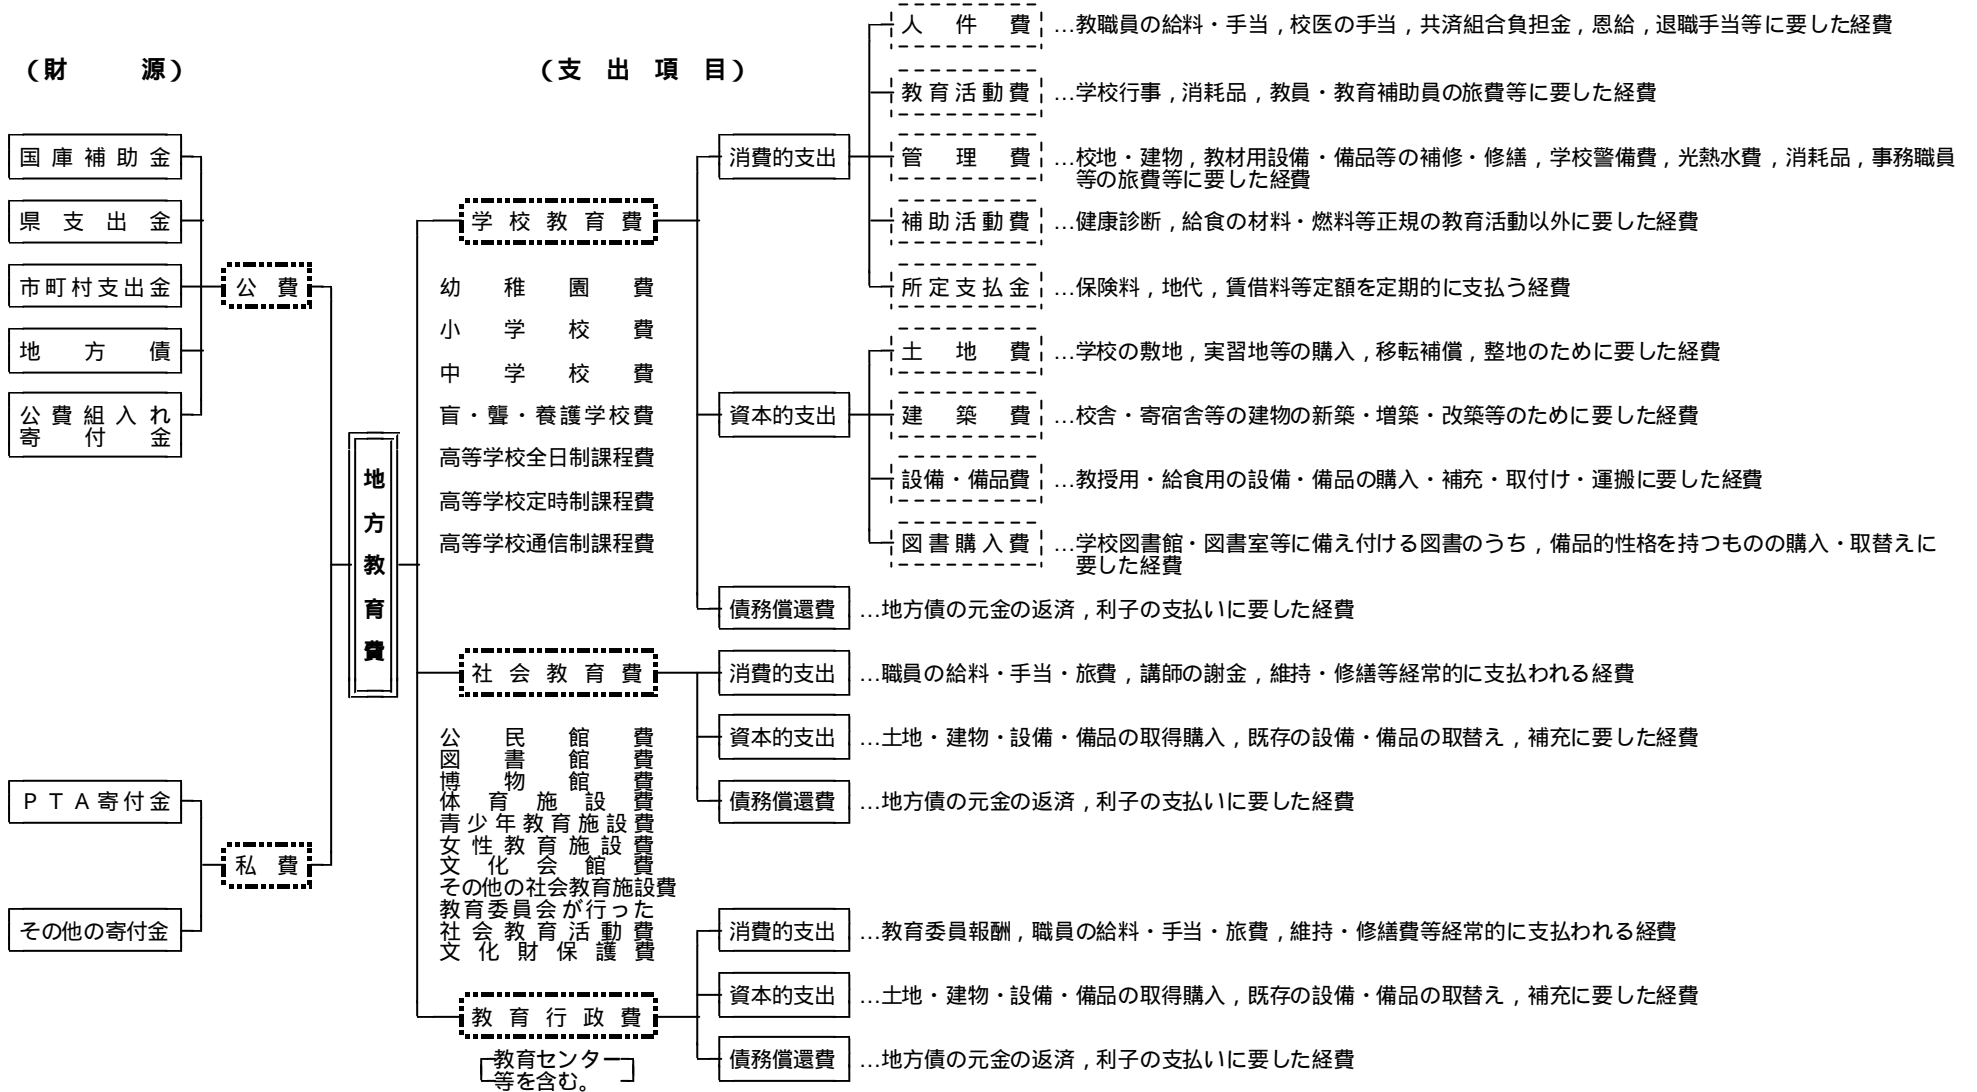 （財　源）
国庫補助金
県支出金
市町村支出金
地方債
公費組入れ
寄付金
公費
ＰＴＡ寄付金
その他の寄付金
私費
地方教育費
（支出項目）
学校教育費
幼稚園費
小学校費
中学校費
盲・聾・養護学校費
高等学校全日制課程費
高等学校定時制課程費
高等学校通信制課程費
消費的支出
人件費 …教職員の給料・手当，校医の手当，共済組合負担金，恩給，退職手当等に要した経費
教育活動費 …学校行事，消耗品，教員・教育補助員の旅費等に要した経費
管理費 …校地・建物，教材用設備・備品等の補修・修繕，学校警備費，光熱水費，消耗品，事務職員
等の旅費等に要した経費
補助活動費 …健康診断，給食の材料・燃料等正規の教育活動以外に要した経費
所定支払金 …保険料，地代，賃借料等定額を定期的に支払う経費
資本的支出
土地費 …学校の敷地，実習地等の購入，移転補償，整地のために要した経費
建築費 …校舎・寄宿舎等の建物の新築・増築・改築等のために要した経費
設備・備品費 …教授用・給食用の設備・備品の購入・補充・取付け・運搬に要した経費
図書購入費 …学校図書館・図書室等に備え付ける図書のうち，備品的性格を持つものの購入・取替えに
要した経費
債務償還費 …地方債の元金の返済，利子の支払いに要した経費
社会教育費
公民館費
図書館費
博物館費
体育施設費
青少年教育施設費
女性教育施設費
文化会館費
その他の社会教育施設費
教育委員会が行った
社会教育活動費
文化財保護費
消費的支出 …職員の給料・手当・旅費，講師の謝金，維持・修繕等経常的に支払われる経費
資本的支出 …土地・建物・設備・備品の取得購入，既存の設備・備品の取替え，補充に要した経費
債務償還費 …地方債の元金の返済，利子の支払いに要した経費
教育行政費
教育センター
等を含む。
消費的支出 …教育委員報酬，職員の給料・手当・旅費，維持・修繕費等経常的に支払われる経費
資本的支出 …土地・建物・設備・備品の取得購入，既存の設備・備品の取替え，補充に要した経費
債務償還費 …地方債の元金の返済，利子の支払いに要した経費